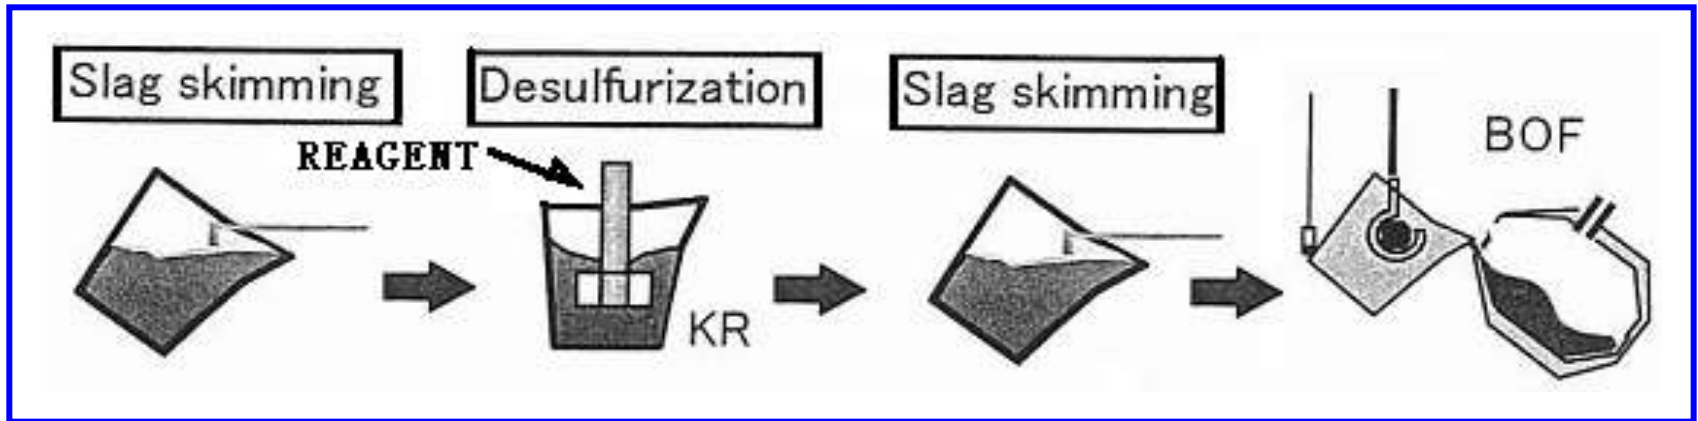 Slag skimming
Desulfurization
Slag skimming
BOF
REAGENT
KR